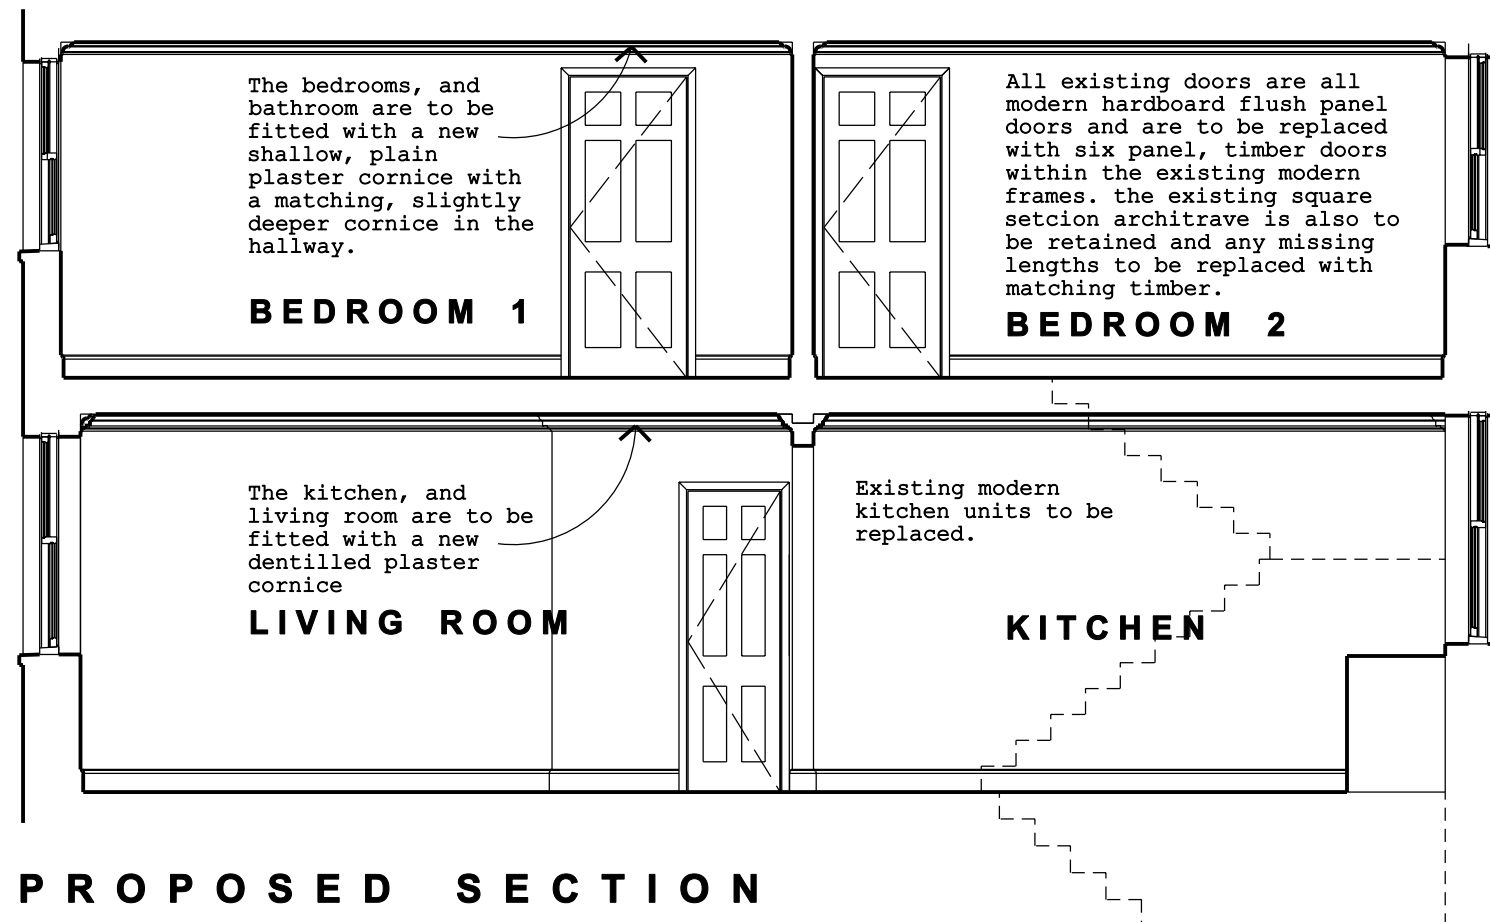 The bedrooms, and
bathroom are to be
fitted with a new
shallow, plain
plaster cornice with
a matching, slightly
deeper cornice in the
hallway.
BEDROOM 1
All existing doors are all
modern hardboard flush panel
doors and are to be replaced
with six panel, timber doors
within the existing modern
frames. the existing square
setcion architrave is also to
be retained and any missing
lengths to be replaced with
matching timber.
BEDROOM 2
The kitchen, and
living room are to be
fitted with a new
dentilled plaster
cornice
LIVING ROOM
Existing modern
kitchen units to be
replaced.
KITCHEN
PROPOSED SECTION